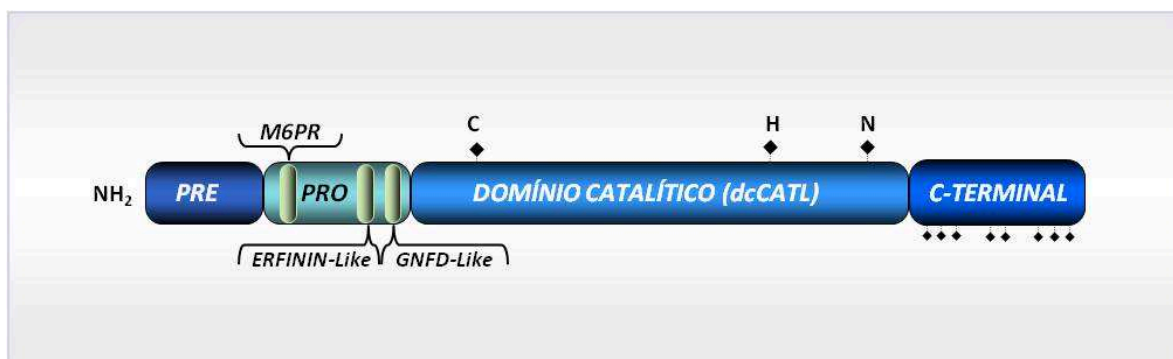 M6PR
C
H
N
NH₂
PRE
PRO
DOMÍNIO CATALÍTICO (dcCATL)
C-TERMINAL
ERFININ-Like
GNFD-Like